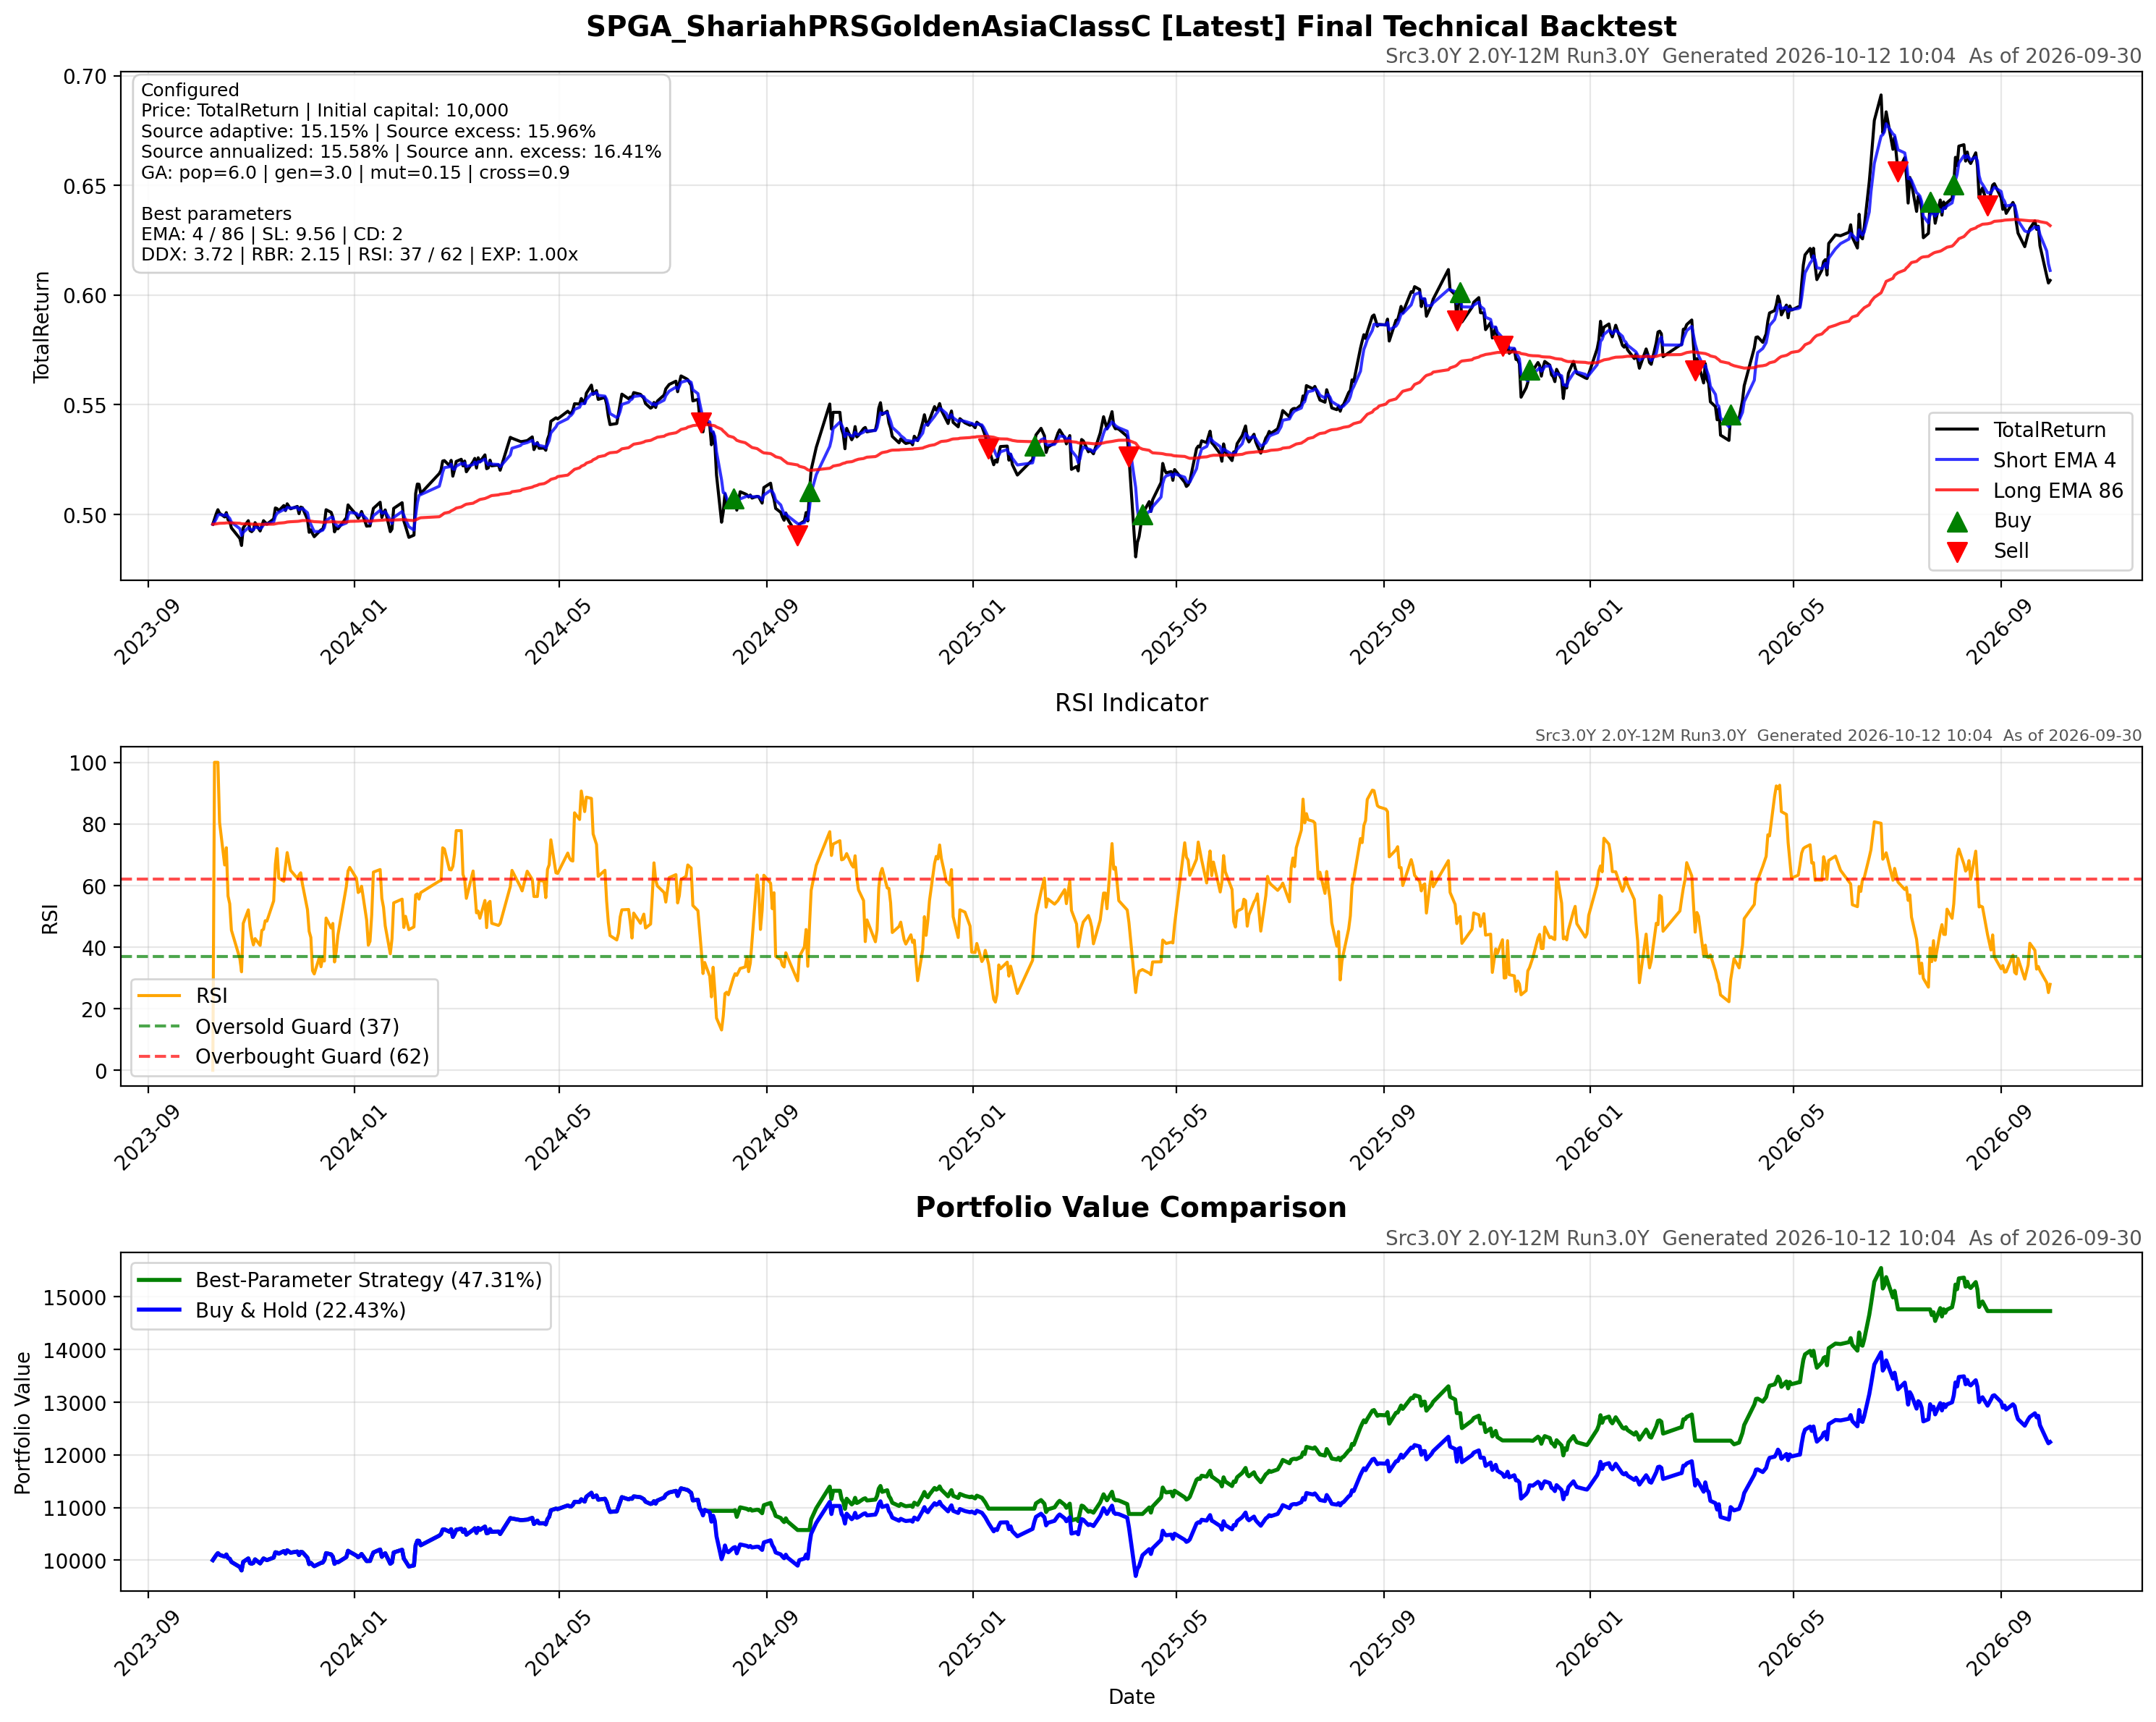 SPGA_ShariahPRSGoldenAsiaClassC [Latest] Final Technical Backtest
Src3.0Y 2.0Y-12M Run3.0Y  Generated 2026-10-12 10:04  As of 2026-09-30
Configured
Price: TotalReturn | Initial capital: 10,000
Source adaptive: 15.15% | Source excess: 15.96%
Source annualized: 15.58% | Source ann. excess: 16.41%
GA: pop=6.0 | gen=3.0 | mut=0.15 | cross=0.9
Best parameters
EMA: 4 / 86 | SL: 9.56 | CD: 2
DDX: 3.72 | RBR: 2.15 | RSI: 37 / 62 | EXP: 1.00x
TotalReturn
0.70
0.65
0.60
0.55
0.50
TotalReturn
Short EMA 4
Long EMA 86
Buy
Sell
2023-09
2024-01
2024-05
2024-09
2025-01
2025-05
2025-09
2026-01
2026-05
2026-09
RSI Indicator
Src3.0Y 2.0Y-12M Run3.0Y  Generated 2026-10-12 10:04  As of 2026-09-30
RSI
100
80
60
40
20
0
RSI
Oversold Guard (37)
Overbought Guard (62)
2023-09
2024-01
2024-05
2024-09
2025-01
2025-05
2025-09
2026-01
2026-05
2026-09
Portfolio Value Comparison
Src3.0Y 2.0Y-12M Run3.0Y  Generated 2026-10-12 10:04  As of 2026-09-30
Portfolio Value
15000
14000
13000
12000
11000
10000
Best-Parameter Strategy (47.31%)
Buy & Hold (22.43%)
2023-09
2024-01
2024-05
2024-09
2025-01
2025-05
2025-09
2026-01
2026-05
2026-09
Date